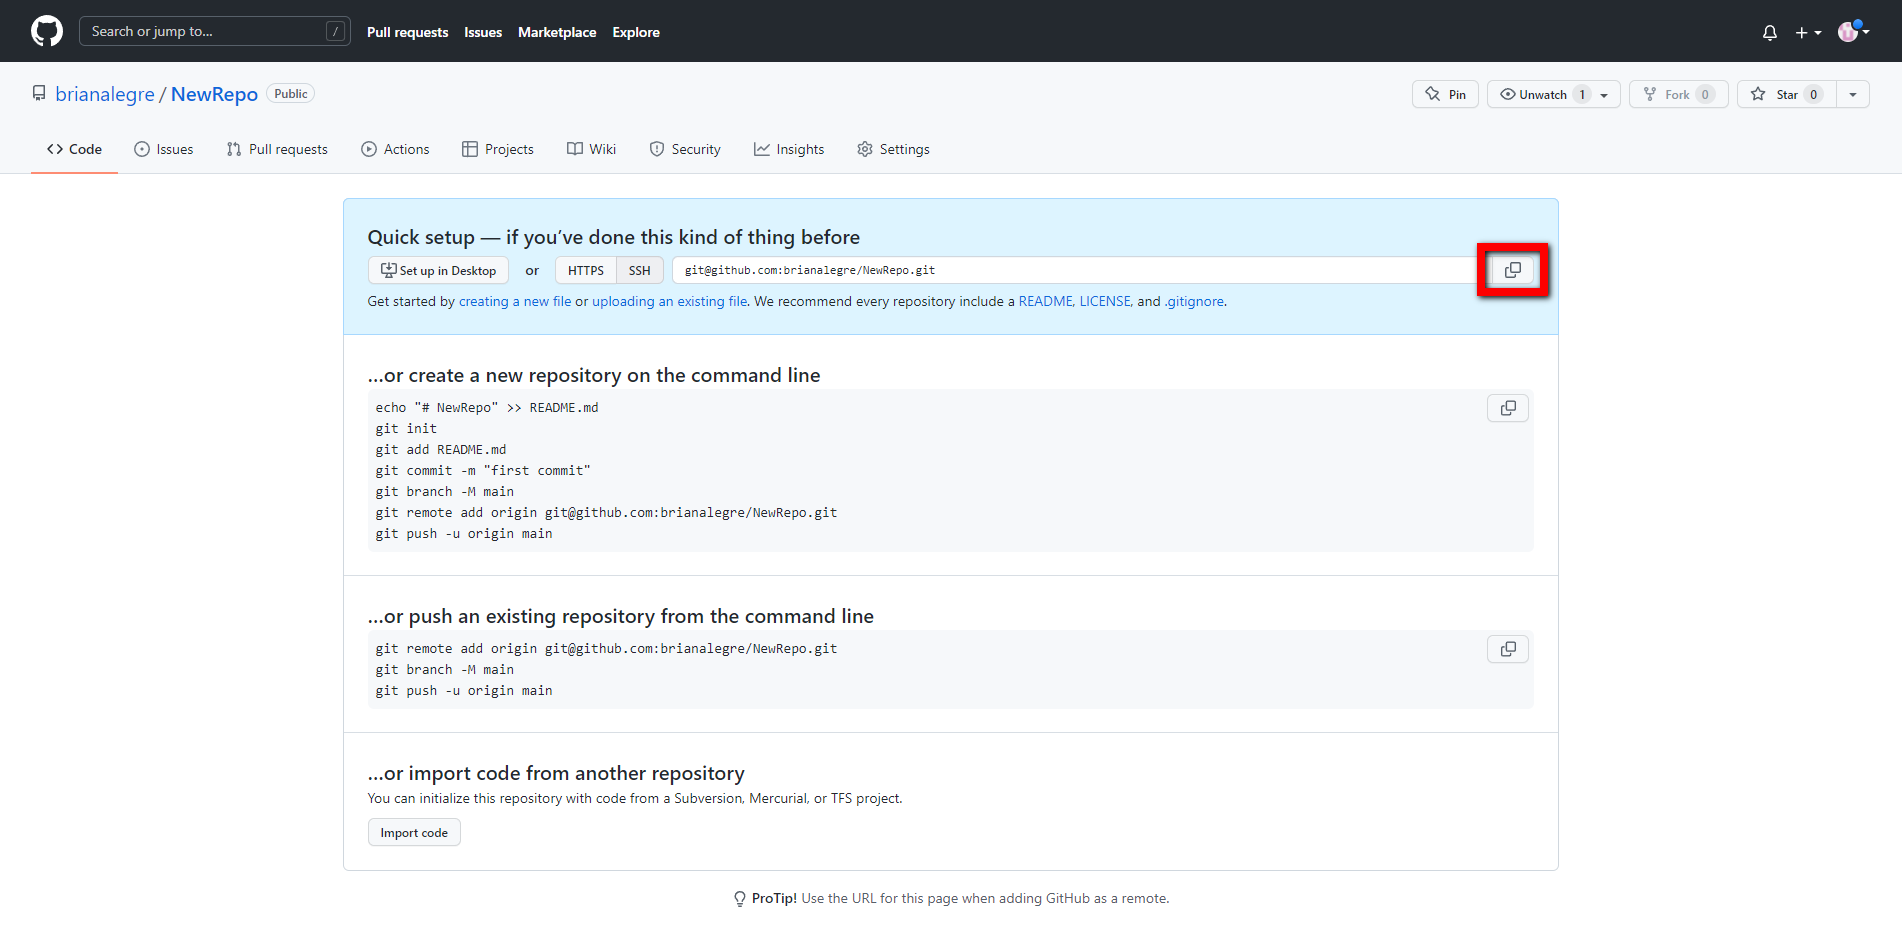 Search or jump to... /
Pull requests Issues Marketplace Explore
brianalegre / NewRepo Public
Pin Unwatch 1 Fork 0 Star 0
Code Issues Pull requests Actions Projects Wiki Security Insights Settings
Quick setup — if you’ve done this kind of thing before
Set up in Desktop or HTTPS SSH git@github.com:brianalegre/NewRepo.git
Get started by creating a new file or uploading an existing file. We recommend every repository include a README, LICENSE, and .gitignore.
…or create a new repository on the command line
echo "# NewRepo" >> README.md
git init
git add README.md
git commit -m "first commit"
git branch -M main
git remote add origin git@github.com:brianalegre/NewRepo.git
git push -u origin main
…or push an existing repository from the command line
git remote add origin git@github.com:brianalegre/NewRepo.git
git branch -M main
git push -u origin main
…or import code from another repository
You can initialize this repository with code from a Subversion, Mercurial, or TFS project.
Import code
ProTip! Use the URL for this page when adding GitHub as a remote.